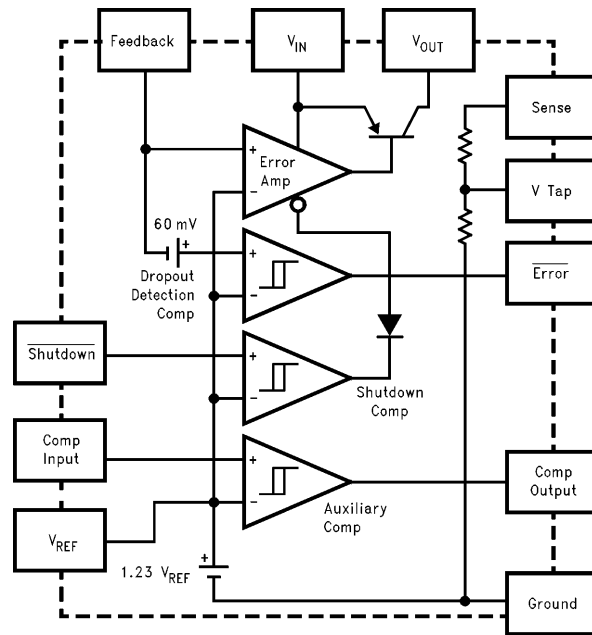 Feedback
VIN
VOUT
Sense
+
Error
Amp
−
V Tap
60 mV
+
+
Dropout
Detection
Comp
−
Error
Shutdown
+
−
Shutdown
Comp
Comp
Input
+
−
Auxiliary
Comp
Comp
Output
VREF
+
1.23 VREF
Ground